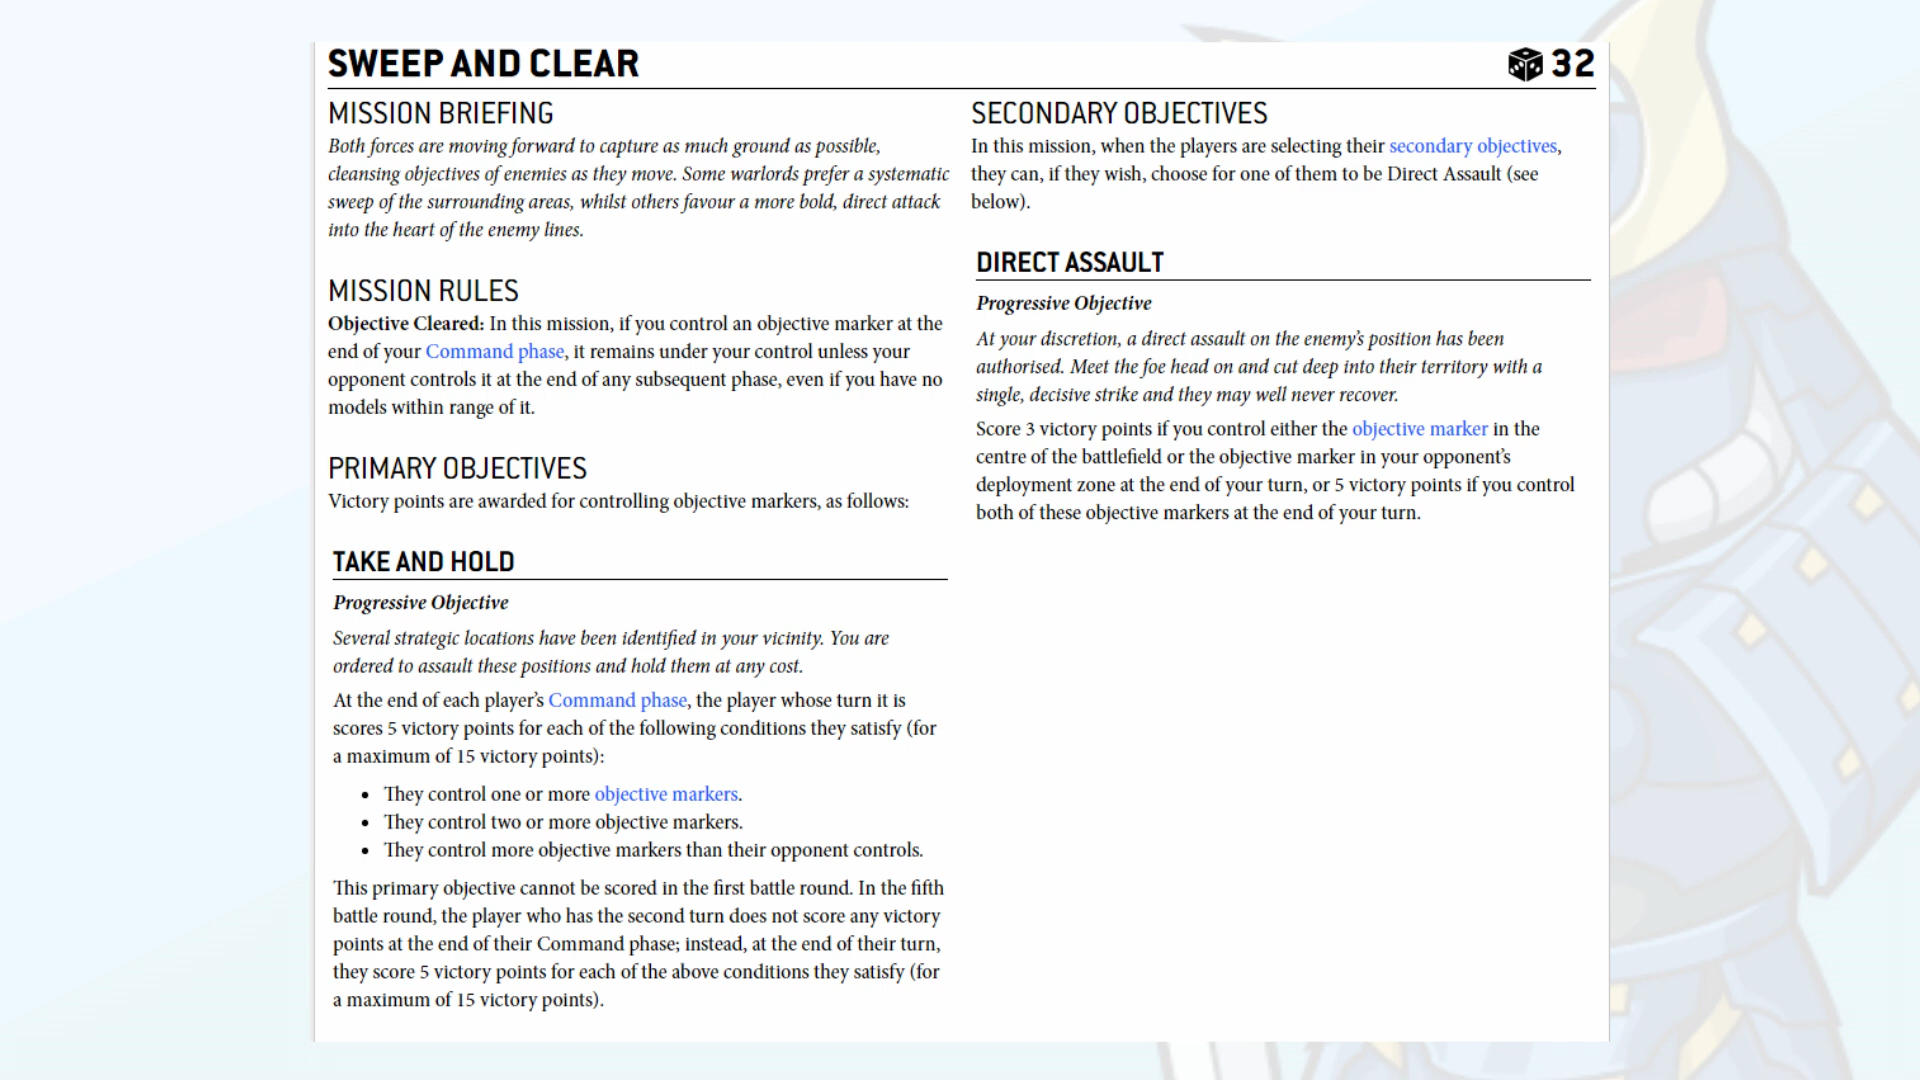 SWEEP AND CLEAR
32
MISSION BRIEFING
Both forces are moving forward to capture as much ground as possible,
cleansing objectives of enemies as they move. Some warlords prefer a systematic
sweep of the surrounding areas, whilst others favour a more bold, direct attack
into the heart of the enemy lines.
MISSION RULES
Objective Cleared: In this mission, if you control an objective marker at the
end of your Command phase, it remains under your control unless your
opponent controls it at the end of any subsequent phase, even if you have no
models within range of it.
PRIMARY OBJECTIVES
Victory points are awarded for controlling objective markers, as follows:
TAKE AND HOLD
Progressive Objective
Several strategic locations have been identified in your vicinity. You are
ordered to assault these positions and hold them at any cost.
At the end of each player's Command phase, the player whose turn it is
scores 5 victory points for each of the following conditions they satisfy (for
a maximum of 15 victory points):
• They control one or more objective markers.
• They control two or more objective markers.
• They control more objective markers than their opponent controls.
This primary objective cannot be scored in the first battle round. In the fifth
battle round, the player who has the second turn does not score any victory
points at the end of their Command phase; instead, at the end of their turn,
they score 5 victory points for each of the above conditions they satisfy (for
a maximum of 15 victory points).
SECONDARY OBJECTIVES
In this mission, when the players are selecting their secondary objectives,
they can, if they wish, choose for one of them to be Direct Assault (see
below).
DIRECT ASSAULT
Progressive Objective
At your discretion, a direct assault on the enemy's position has been
authorised. Meet the foe head on and cut deep into their territory with a
single, decisive strike and they may well never recover.
Score 3 victory points if you control either the objective marker in the
centre of the battlefield or the objective marker in your opponent's
deployment zone at the end of your turn, or 5 victory points if you control
both of these objective markers at the end of your turn.